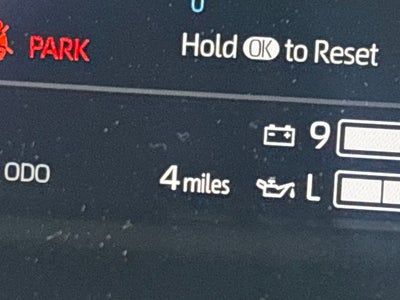 PARK
Hold OK to Reset
9
ODO
4 miles
L